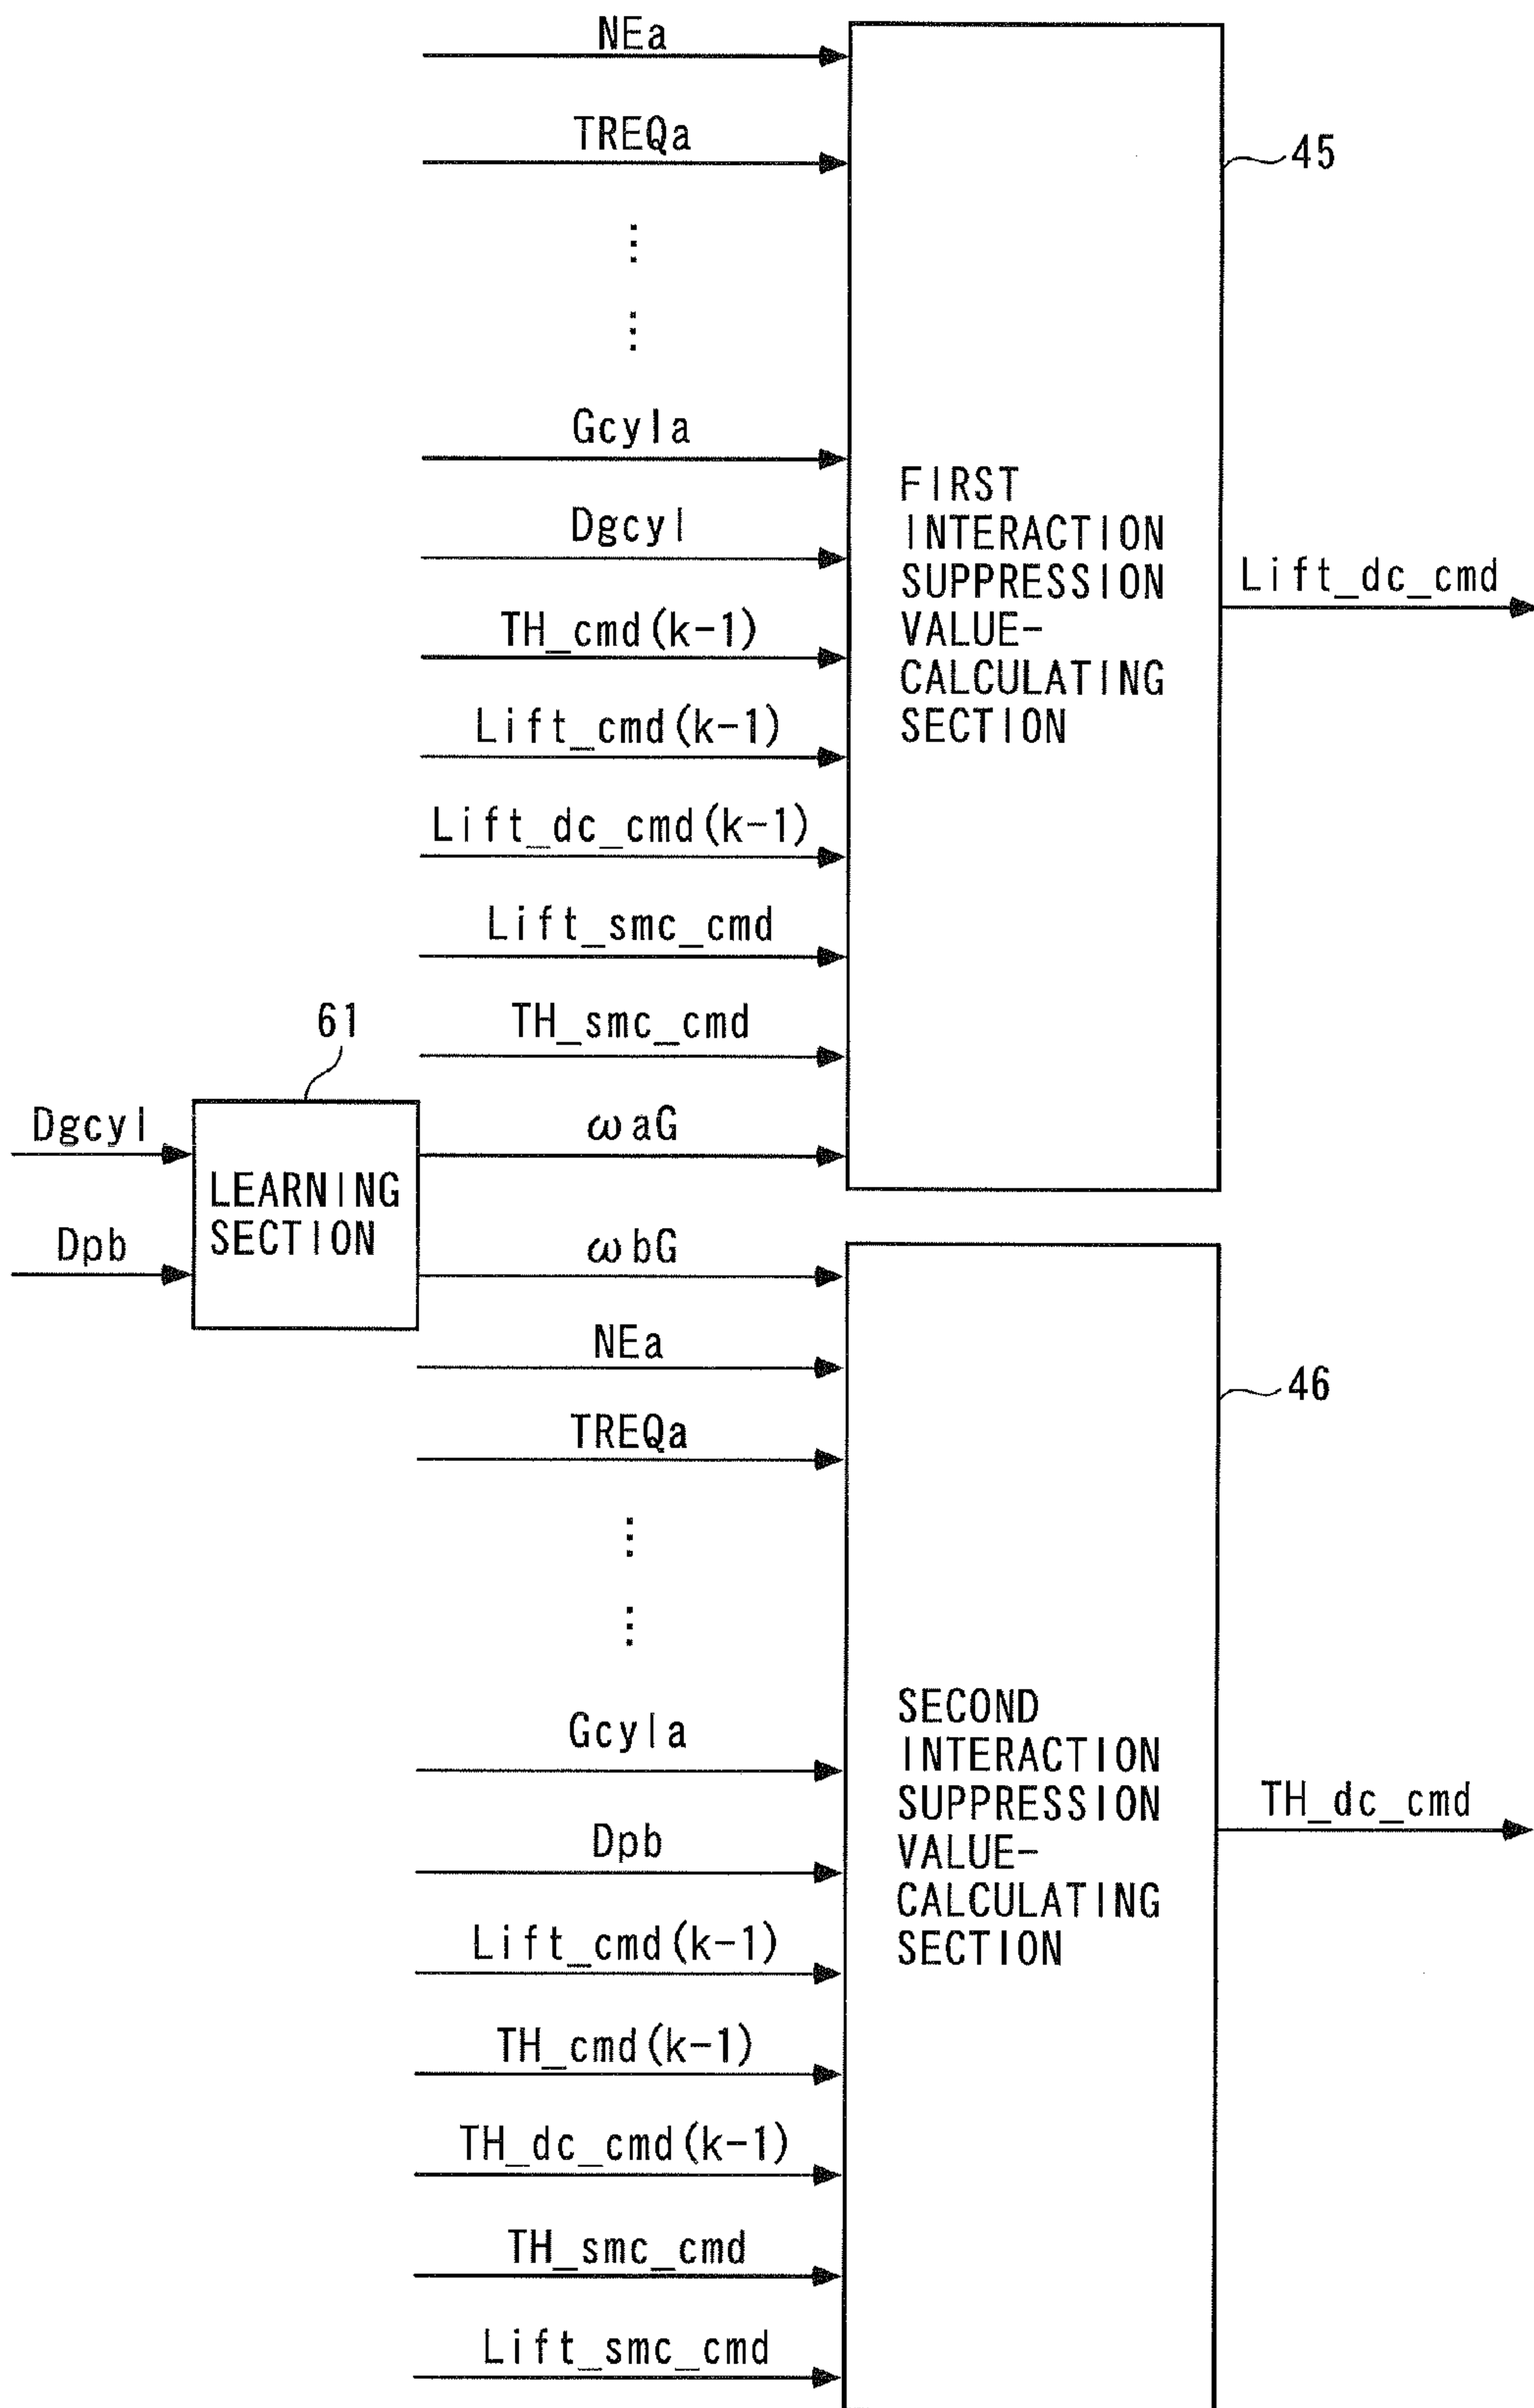 NEa
TREQa
45
⋮
⋮
Gcyla
Dgcyl
FIRST
INTERACTION
SUPPRESSION
VALUE-
CALCULATING
SECTION
Lift_dc_cmd
TH_cmd(k-1)
Lift_cmd(k-1)
Lift_dc_cmd(k-1)
Lift_smc_cmd
TH_smc_cmd
61
Dgcyl
Dpb
LEARNING
SECTION
ωaG
ωbG
NEa
TREQa
46
⋮
⋮
Gcyla
Dpb
SECOND
INTERACTION
SUPPRESSION
VALUE-
CALCULATING
SECTION
TH_dc_cmd
Lift_cmd(k-1)
TH_cmd(k-1)
TH_dc_cmd(k-1)
TH_smc_cmd
Lift_smc_cmd